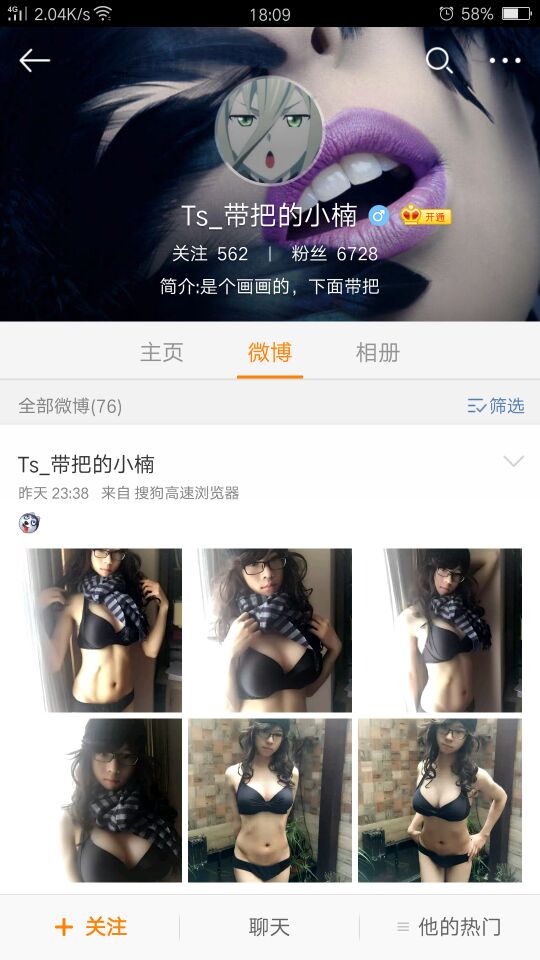 4G 2.04K/s 18:09 58%
Ts_带把的小楠 开通
关注 562 | 粉丝 6728
简介:是个画画的，下面带把
主页 微博 相册
全部微博(76) 筛选
Ts_带把的小楠
昨天 23:38 来自 搜狗高速浏览器
+ 关注 聊天 他的热门